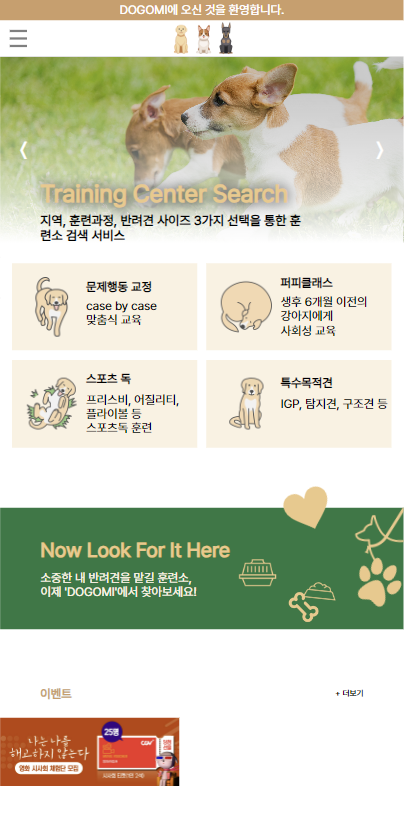 DOGOMI에 오신 것을 환영합니다.
Training Center Search
지역, 훈련과정, 반려견 사이즈 3가지 선택을 통한 훈
련소 검색 서비스
문제행동 교정
case by case
맞춤식 교육
퍼피클래스
생후 6개월 이전의
강아지에게
사회성 교육
스포츠 독
프리스비, 어질리티,
플라이볼 등
스포츠독 훈련
특수목적견
IGP, 탐지견, 구조견 등
Now Look For It Here
소중한 내 반려견을 맡길 훈련소,
이제 'DOGOMI'에서 찾아보세요!
이벤트
+ 더보기
나는 나를
해고하지 않는다
영화 시사회 체험단 모집
25명
CGV